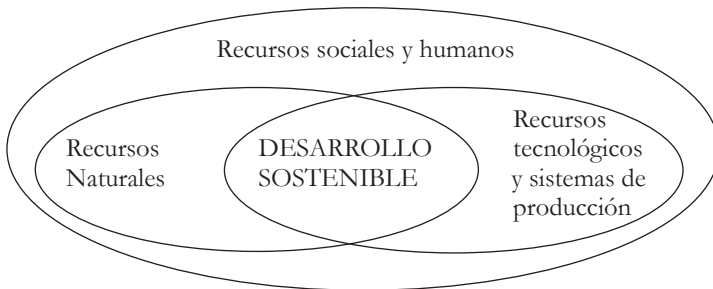 Recursos sociales y humanos
Recursos
Naturales
DESARROLLO
SOSTENIBLE
Recursos
tecnológicos
y sistemas de
producción